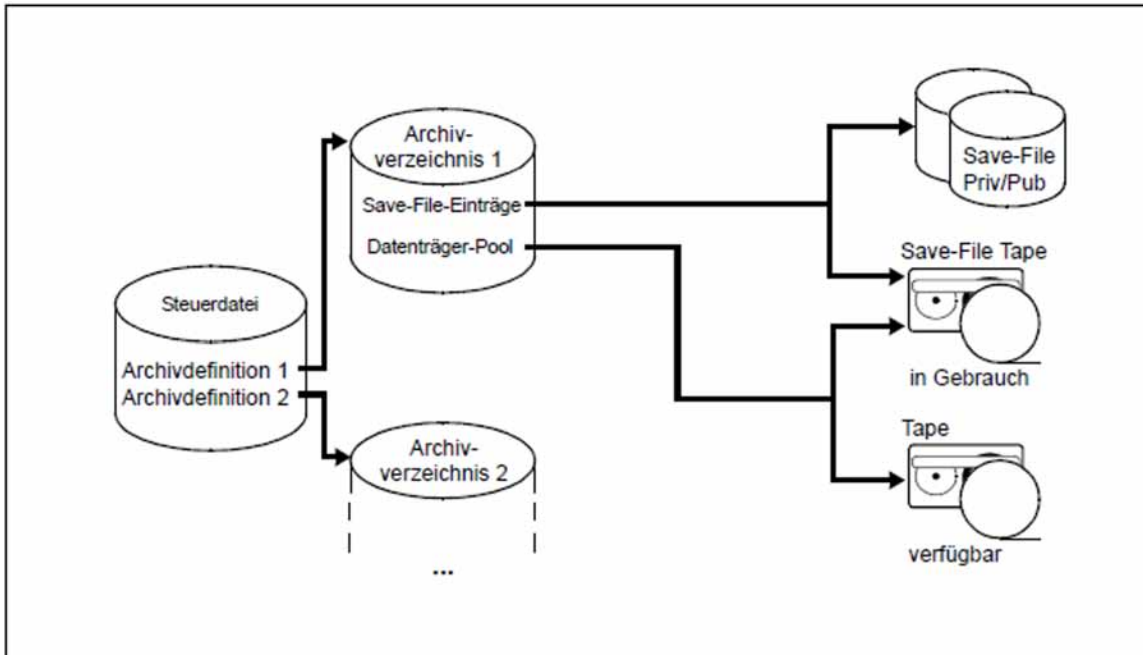 Steuerdatei
Archivdefinition 1
Archivdefinition 2
Archiv-
verzeichnis 1
Save-File-Einträge
Datenträger-Pool
Archiv-
verzeichnis 2
...
Save-File
Priv/Pub
Save-File Tape
in Gebrauch
Tape
verfügbar